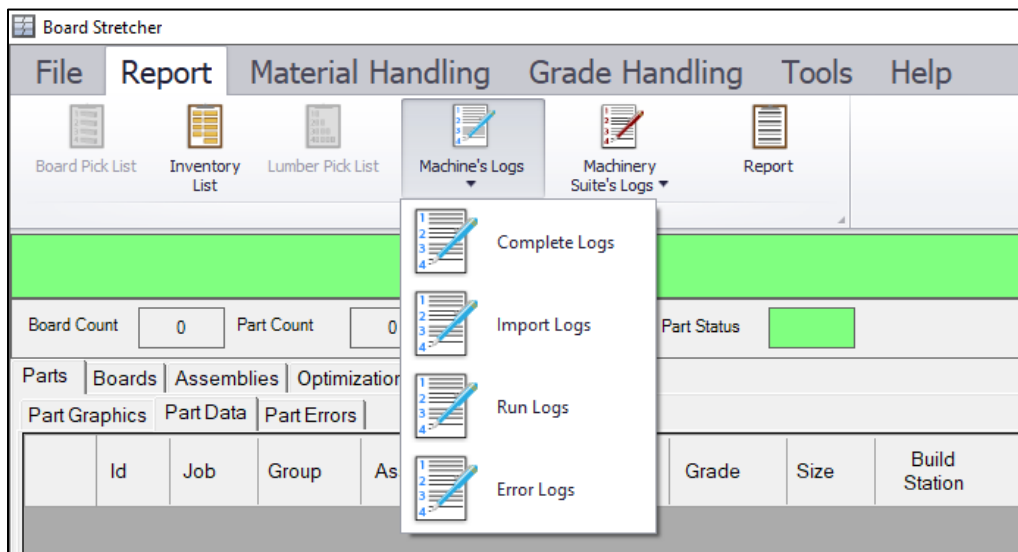 Board Stretcher
File Report Material Handling Grade Handling Tools Help
Board Pick List
Inventory
List
Lumber Pick List
Machine's Logs
Machinery
Suite's Logs
Report
Complete Logs
Import Logs
Run Logs
Error Logs
Board Count 0 Part Count 0 Part Status
Parts Boards Assemblies Optimization
Part Graphics Part Data Part Errors
Id Job Group As Grade Size Build
Station